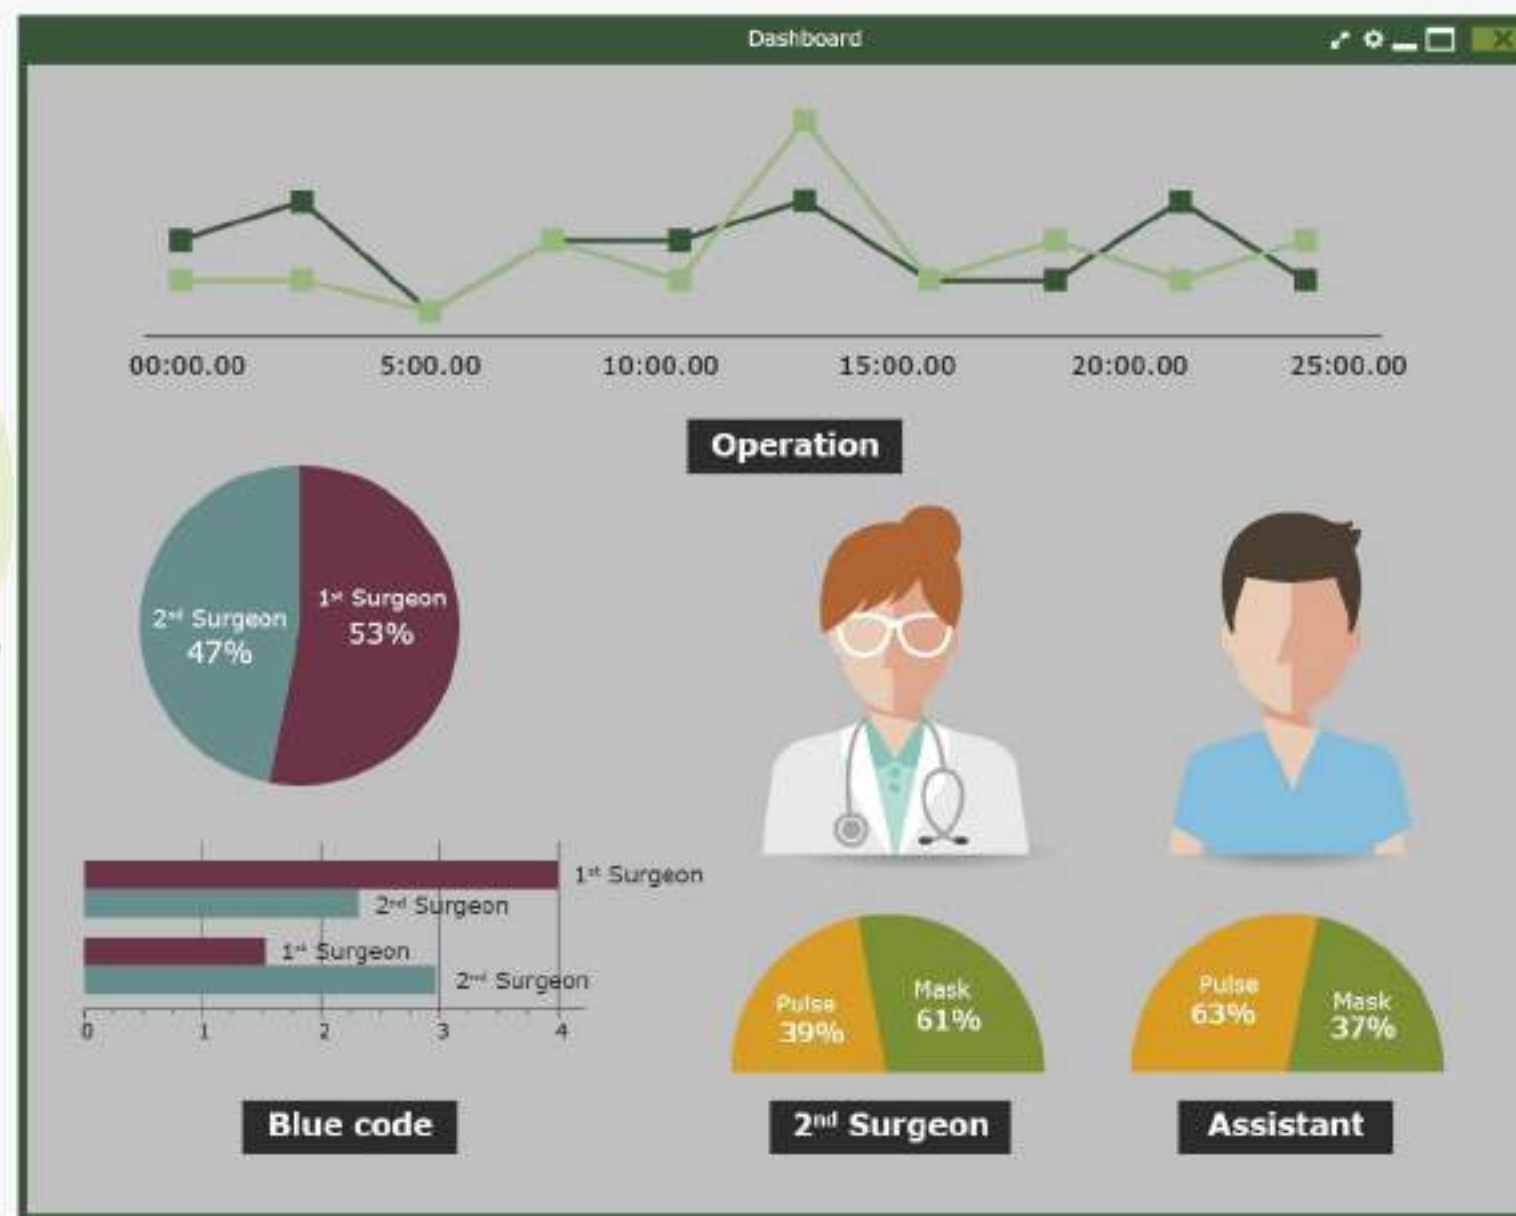 Dashboard
00:00.00 5:00.00 10:00.00 15:00.00 20:00.00 25:00.00
Operation
1st Surgeon
53%
2nd Surgeon
47%
1st Surgeon
2nd Surgeon
1st Surgeon
2nd Surgeon
0 1 2 3 4
Blue code
Pulse
39%
Mask
61%
2nd Surgeon
Pulse
63%
Mask
37%
Assistant